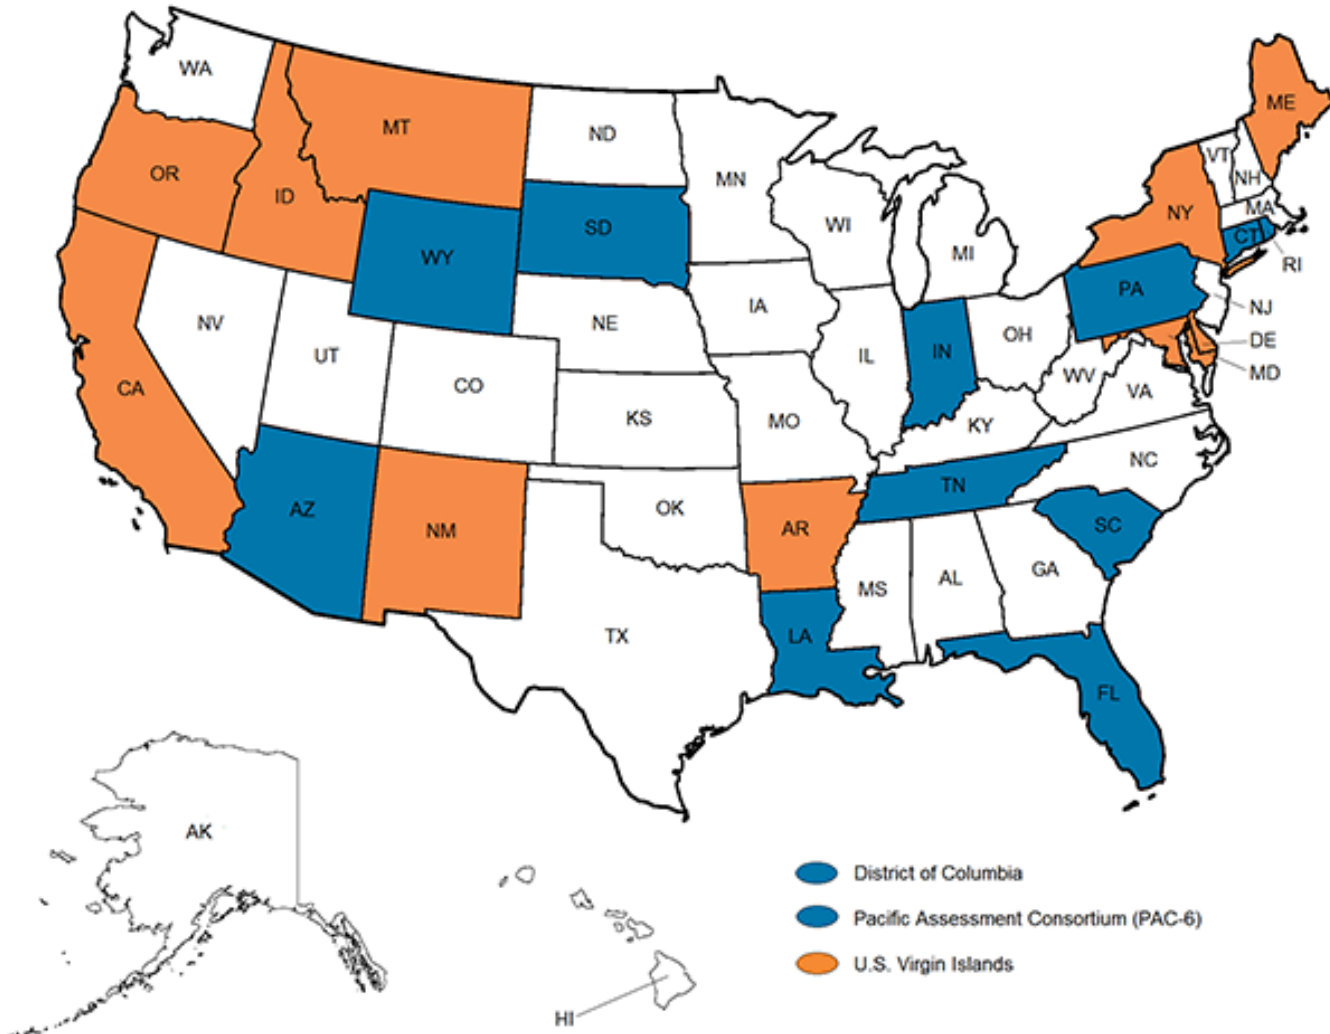 WA
MT
ND
MN
OR
ID
WY
SD
WI
MI
ME
VT
NH
NY
MA
CT
RI
PA
NJ
DE
MD
NV
UT
CO
NE
IA
IL
IN
OH
WV
VA
CA
KS
MO
KY
NC
AZ
NM
OK
AR
TN
SC
TX
LA
MS
AL
GA
FL
AK
HI
District of Columbia
Pacific Assessment Consortium (PAC-6)
U.S. Virgin Islands